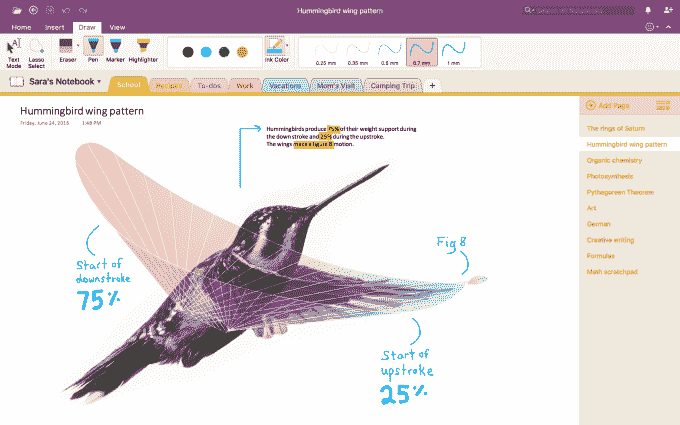 Hummingbird wing pattern
Home Insert Draw View
Text Mode
Lasso Select
Eraser
Pen
Marker
Highlighter
Ink Color
0.25 mm 0.35 mm 0.5 mm 0.7 mm 1 mm
Sara's Notebook
School
To-dos
Work
Vacations
Mom's Visit
Camping Trip
+
Hummingbird wing pattern
Friday, June 24, 2016 1:48 PM
Hummingbirds produce 75% of their weight support during
the down stroke and 25% during the upstroke.
The wings make a figure 8 motion.
Start of
downstroke
75%
Fig 8
Start of
upstroke
25%
Add Page
The rings of Saturn
Hummingbird wing pattern
Organic chemistry
Photosynthesis
Pythagorean Theorem
Art
German
Creative writing
Formulas
Math scratchpad